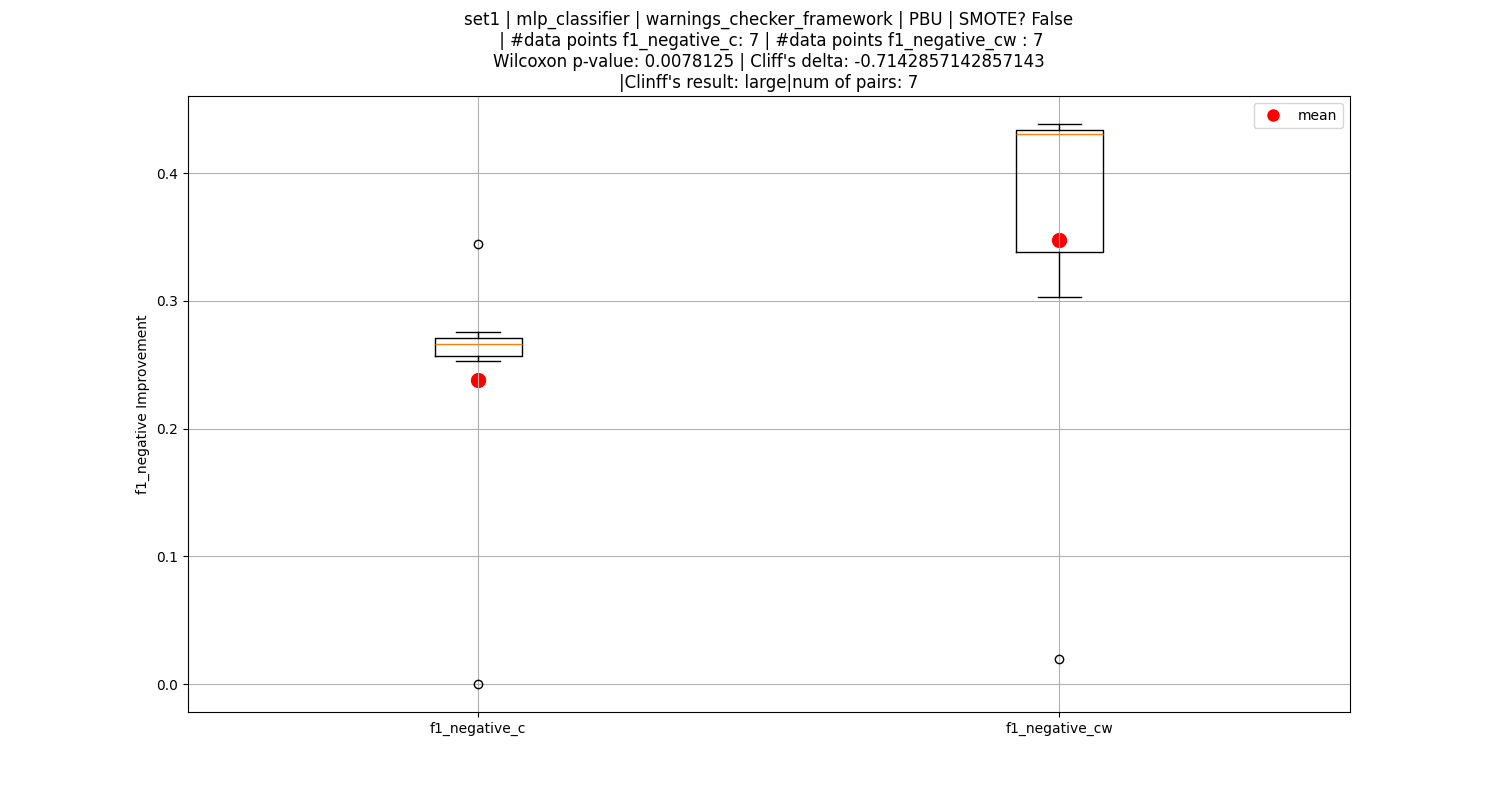 set1 | mlp_classifier | warnings_checker_framework | PBU | SMOTE? False
| #data points f1_negative_c: 7 | #data points f1_negative_cw : 7
Wilcoxon p-value: 0.0078125 | Cliff's delta: -0.7142857142857143
|Clinff's result: large|num of pairs: 7
mean
f1_negative Improvement
0.4
0.3
0.2
0.1
0.0
f1_negative_c
f1_negative_cw